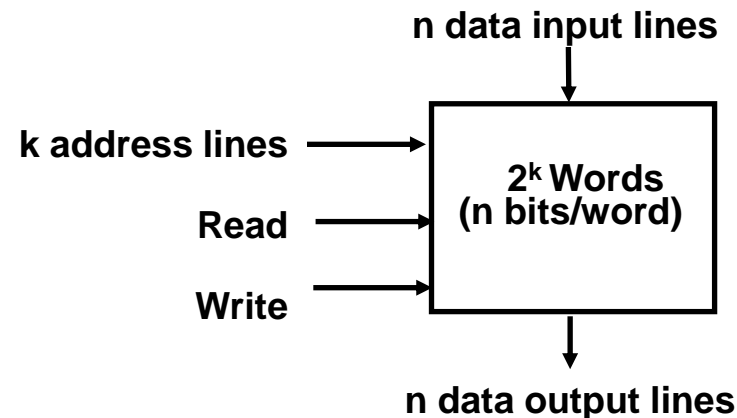 n data input lines
k address lines
2ᵏ Words
(n bits/word)
Read
Write
n data output lines